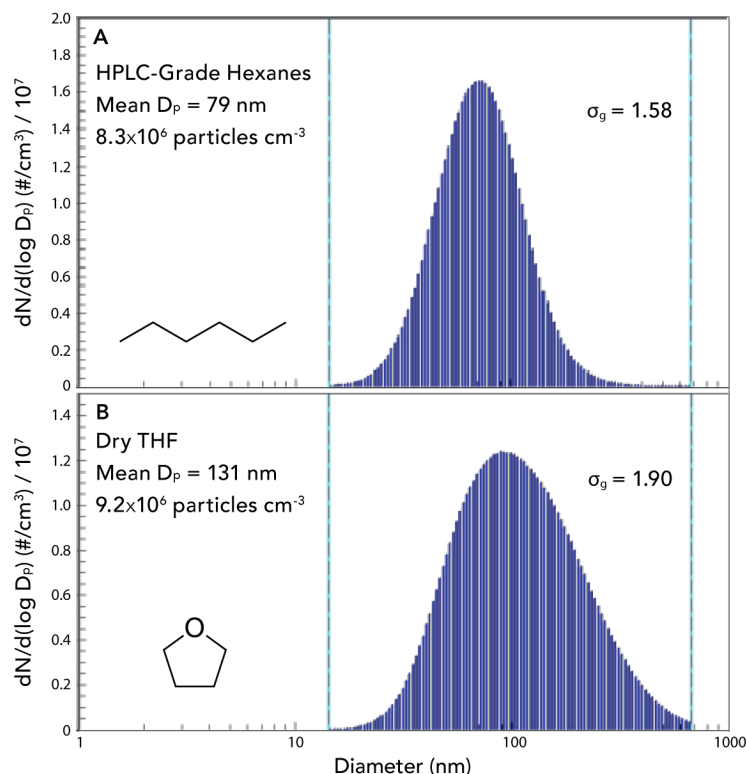 A
HPLC-Grade Hexanes
Mean Dₚ = 79 nm
8.3x10⁶ particles cm⁻³
σg = 1.58
dN/d(log Dₚ) (#/cm³) / 10⁷
2.0
1.8
1.6
1.4
1.2
1.0
0.8
0.6
0.4
0.2
0
B
Dry THF
Mean Dₚ = 131 nm
9.2x10⁶ particles cm⁻³
σg = 1.90
O
dN/d(log Dₚ) (#/cm³) / 10⁷
1.4
1.2
1.0
0.8
0.6
0.4
0.2
0
1 10 100 1000
Diameter (nm)